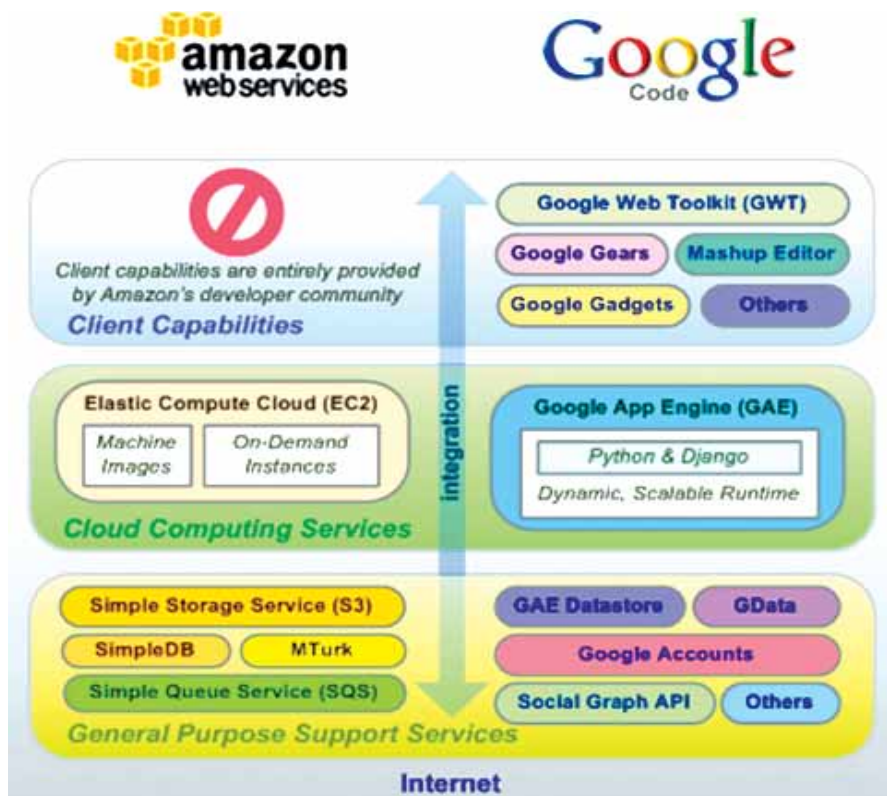 amazon
webservices
Google
Code
Client capabilities are entirely provided
by Amazon's developer community
Client Capabilities
Google Web Toolkit (GWT)
Google Gears
Mashup Editor
Google Gadgets
Others
integration
Elastic Compute Cloud (EC2)
Machine
Images
On-Demand
Instances
Cloud Computing Services
Google App Engine (GAE)
Python & Django
Dynamic, Scalable Runtime
Simple Storage Service (S3)
SimpleDB
MTurk
Simple Queue Service (SQS)
General Purpose Support Services
GAE Datastore
GData
Google Accounts
Social Graph API
Others
Internet